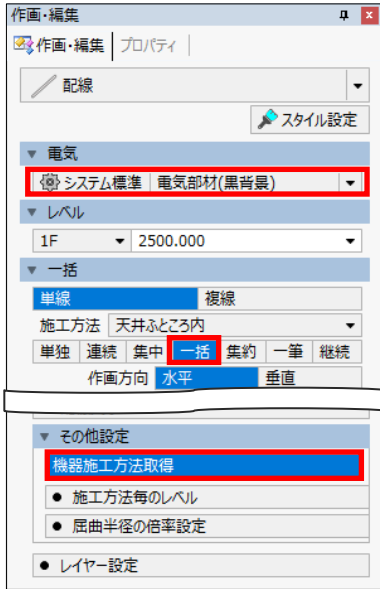 作画・編集
作画・編集 プロパティ
配線
スタイル設定
電気
システム標準 電気部材(黒背景)
レベル
1F 2500.000
一括
単線 複線
施工方法 天井ふところ内
単独 連続 集中 一括 集約 一筆 継続
作画方向 水平 垂直
その他設定
機器施工方法取得
● 施工方法毎のレベル
● 屈曲半径の倍率設定
● レイヤー設定